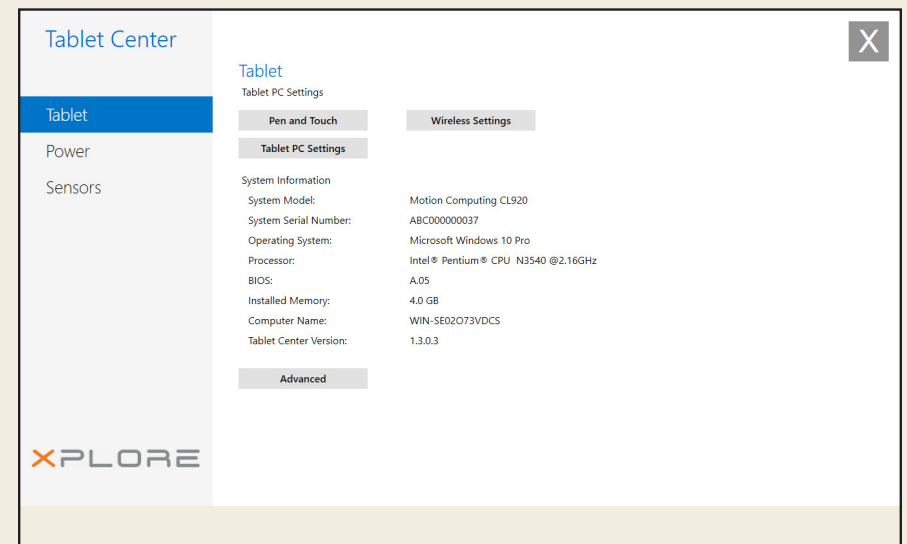 Tablet Center
X
Tablet
Tablet PC Settings
Tablet
Pen and Touch Wireless Settings
Power
Tablet PC Settings
Sensors
System Information
System Model: Motion Computing CL920
System Serial Number: ABC000000037
Operating System: Microsoft Windows 10 Pro
Processor: Intel® Pentium® CPU N3540 @2.16GHz
BIOS: A.05
Installed Memory: 4.0 GB
Computer Name: WIN-SE02O73VDCS
Tablet Center Version: 1.3.0.3
Advanced
XPLORE